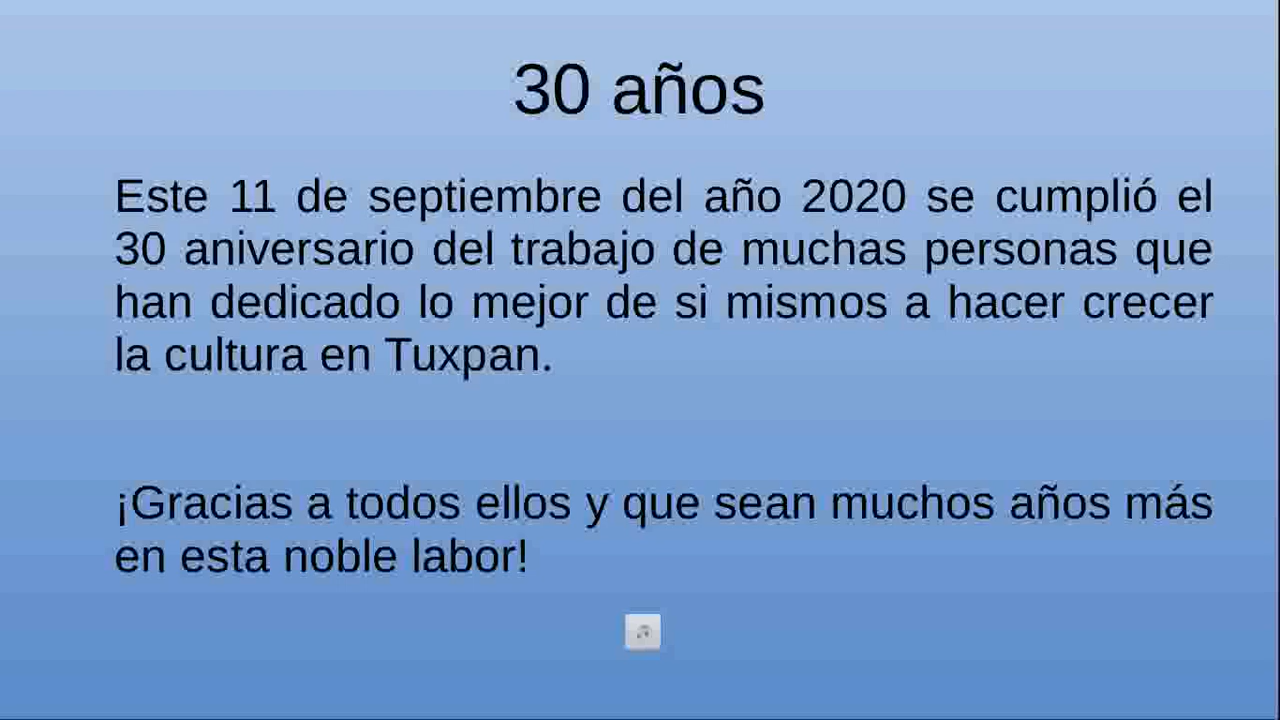 30 años
Este 11 de septiembre del año 2020 se cumplió el
30 aniversario del trabajo de muchas personas que
han dedicado lo mejor de si mismos a hacer crecer
la cultura en Tuxpan.
¡Gracias a todos ellos y que sean muchos años más
en esta noble labor!